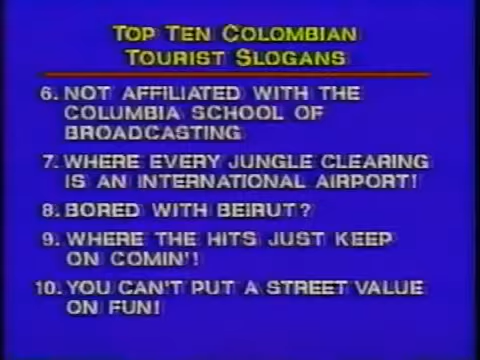 TOP TEN COLOMBIAN
TOURIST SLOGANS
6. NOT AFFILIATED WITH THE
COLUMBIA SCHOOL OF
BROADCASTING
7. WHERE EVERY JUNGLE CLEARING
IS AN INTERNATIONAL AIRPORT!
8. BORED WITH BEIRUT?
9. WHERE THE HITS JUST KEEP
ON COMIN'!
10. YOU CAN'T PUT A STREET VALUE
ON FUN!